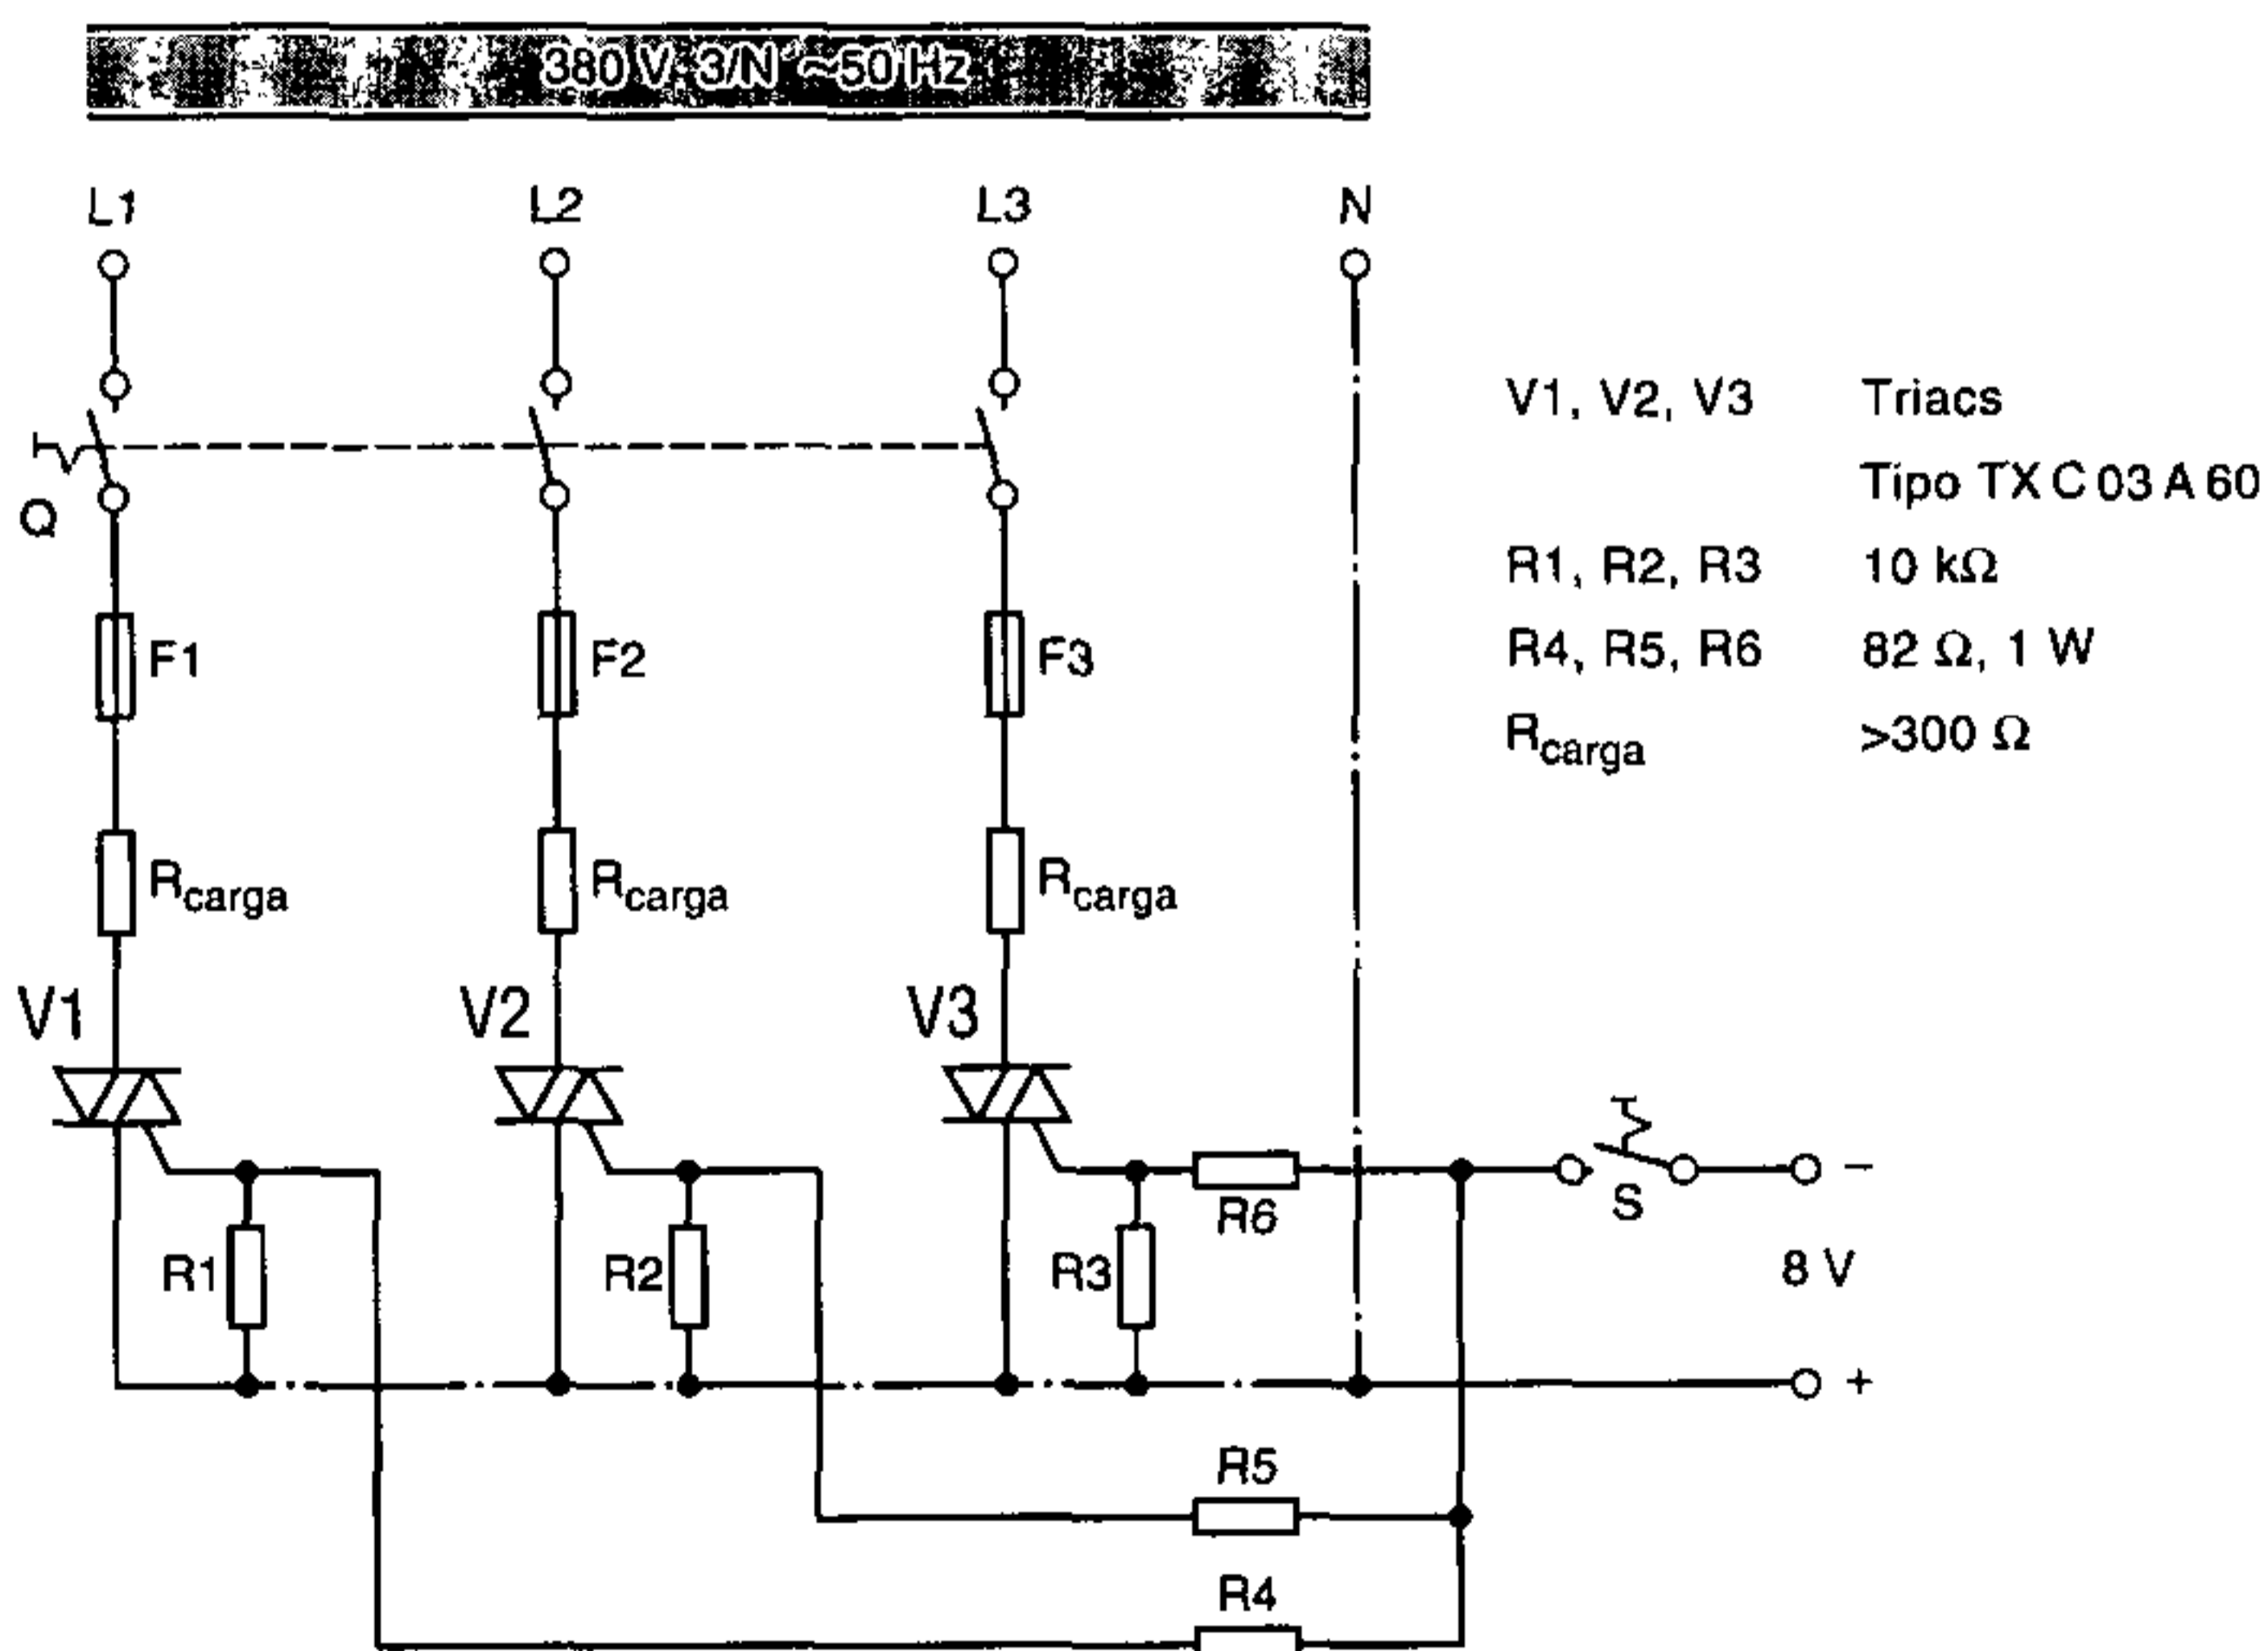 380 V 3/N ~50 Hz
L1 L2 L3 N
V1, V2, V3 Triacs
Tipo TXC 03 A 60
Q
R1, R2, R3 10 kΩ
F1 F2 F3
R4, R5, R6 82 Ω, 1 W
Rcarga >300 Ω
Rcarga Rcarga Rcarga
V1 V2 V3
−
R6 S
R1 R2 R3 8 V
+
R5
R4